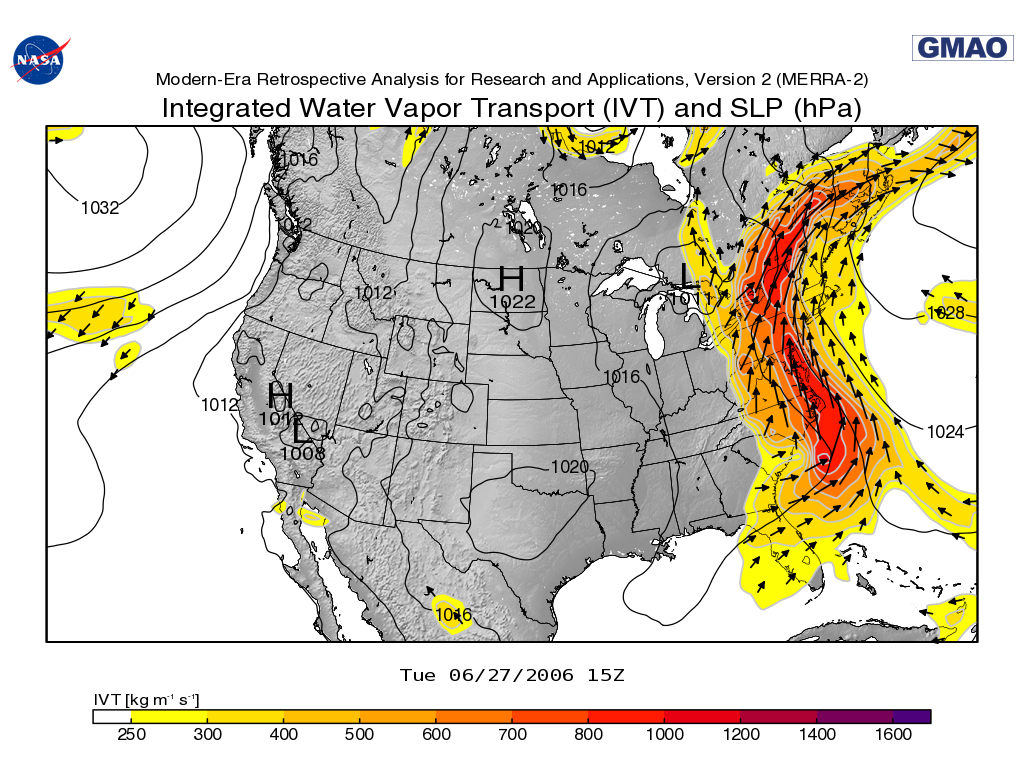 NASA
GMAO
Modern-Era Retrospective Analysis for Research and Applications, Version 2 (MERRA-2)
Integrated Water Vapor Transport (IVT) and SLP (hPa)
1012
1016
1016
1032
1020
012
H
L
1012
1022
1011
1028
1016
H
1012
1012
L
1024
1008
1020
1016
Tue 06/27/2006 15Z
IVT [kg m⁻¹ s⁻¹]
250 300 400 500 600 700 800 1000 1200 1400 1600